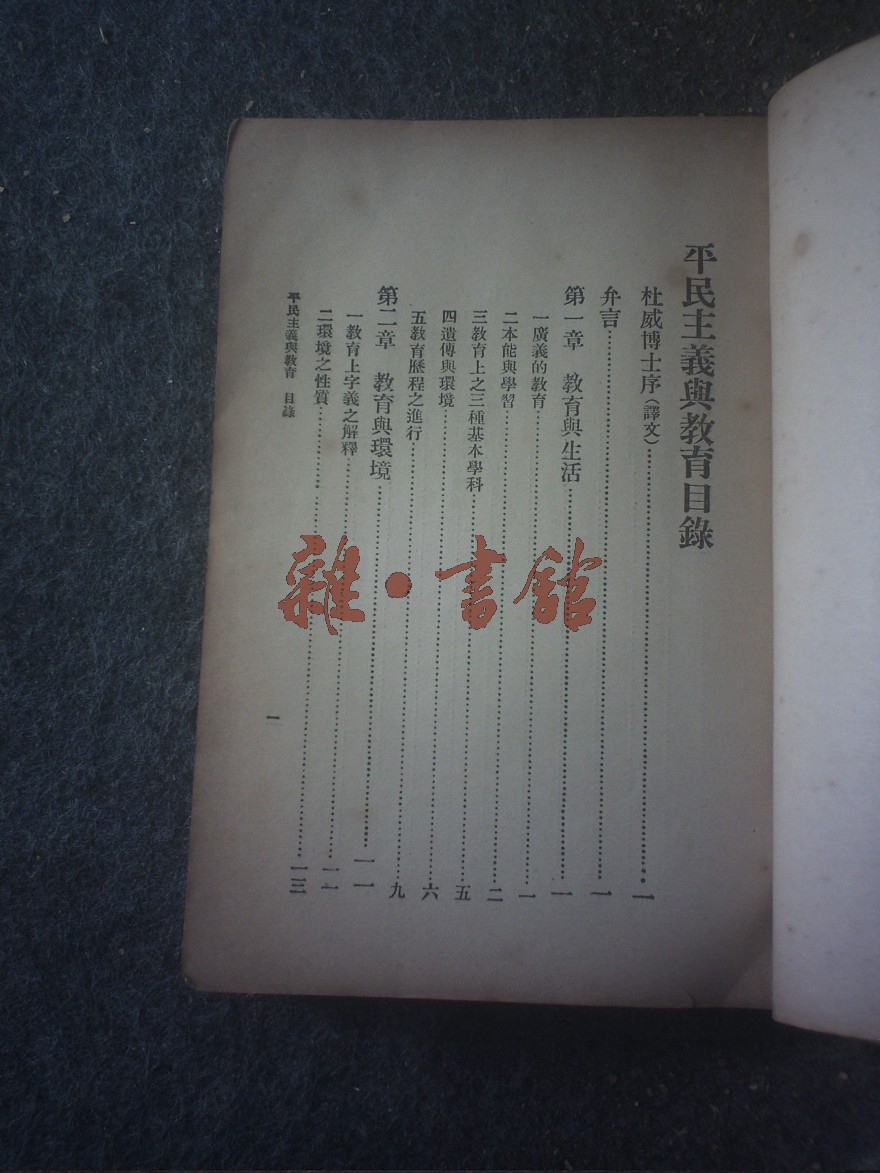 平民主義與教育目錄
杜威博士序(譯文)……一
弁言……一
第一章 教育與生活……一
一廣義的教育……一
二本能與學習……二
三教育上之三種基本學科……五
四遺傳與環境……六
五教育歷程之進行……九
第二章 教育與環境……一一
一教育上字義之解釋……一一
二環境之性質……一三
平民主義與教育 目錄
一
雜·書館